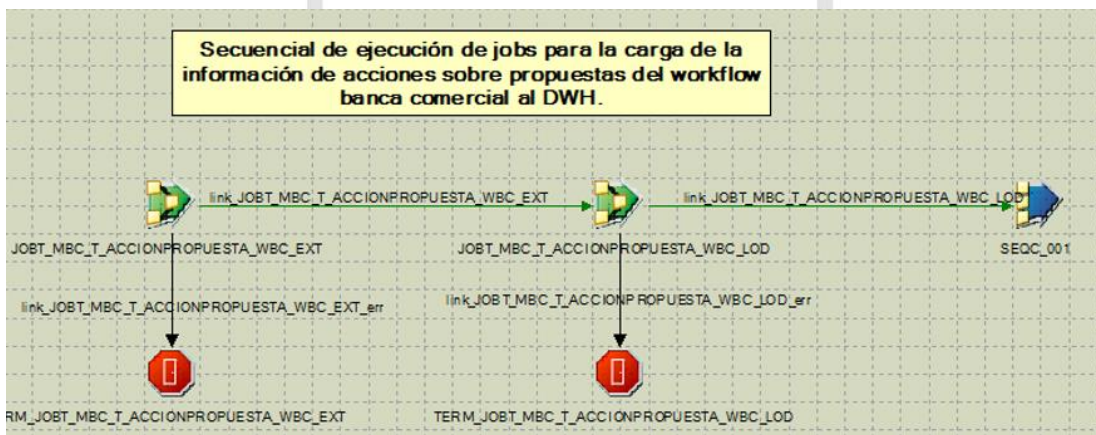 Secuencial de ejecución de jobs para la carga de la
información de acciones sobre propuestas del workflow
banca comercial al DWH.
link_JOBT_MBC_T_ACCIONPROPUESTA_WBC_EXT
link_JOBT_MBC_T_ACCIONPROPUESTA_WBC_LOD
JOBT_MBC_T_ACCIONPROPUESTA_WBC_EXT
JOBT_MBC_T_ACCIONPROPUESTA_WBC_LOD
SEQC_001
link_JOBT_MBC_T_ACCIONPROPUESTA_WBC_EXT_err
link_JOBT_MBC_T_ACCIONPROPUESTA_WBC_LOD_err
RM_JOBT_MBC_T_ACCIONPROPUESTA_WBC_EXT
TERM_JOBT_MBC_T_ACCIONPROPUESTA_WBC_LOD